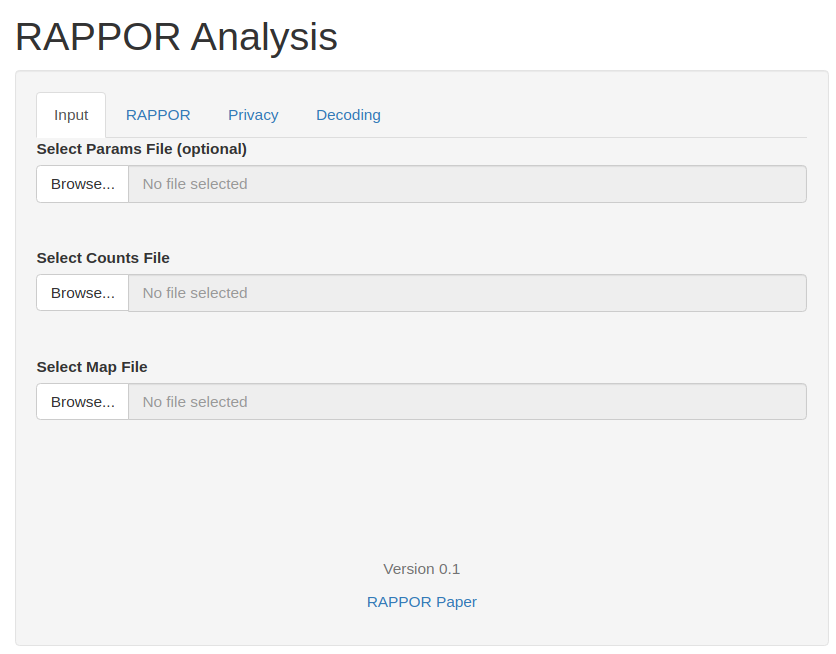 RAPPOR Analysis
Input RAPPOR Privacy Decoding
Select Params File (optional)
Browse... No file selected
Select Counts File
Browse... No file selected
Select Map File
Browse... No file selected
Version 0.1
RAPPOR Paper